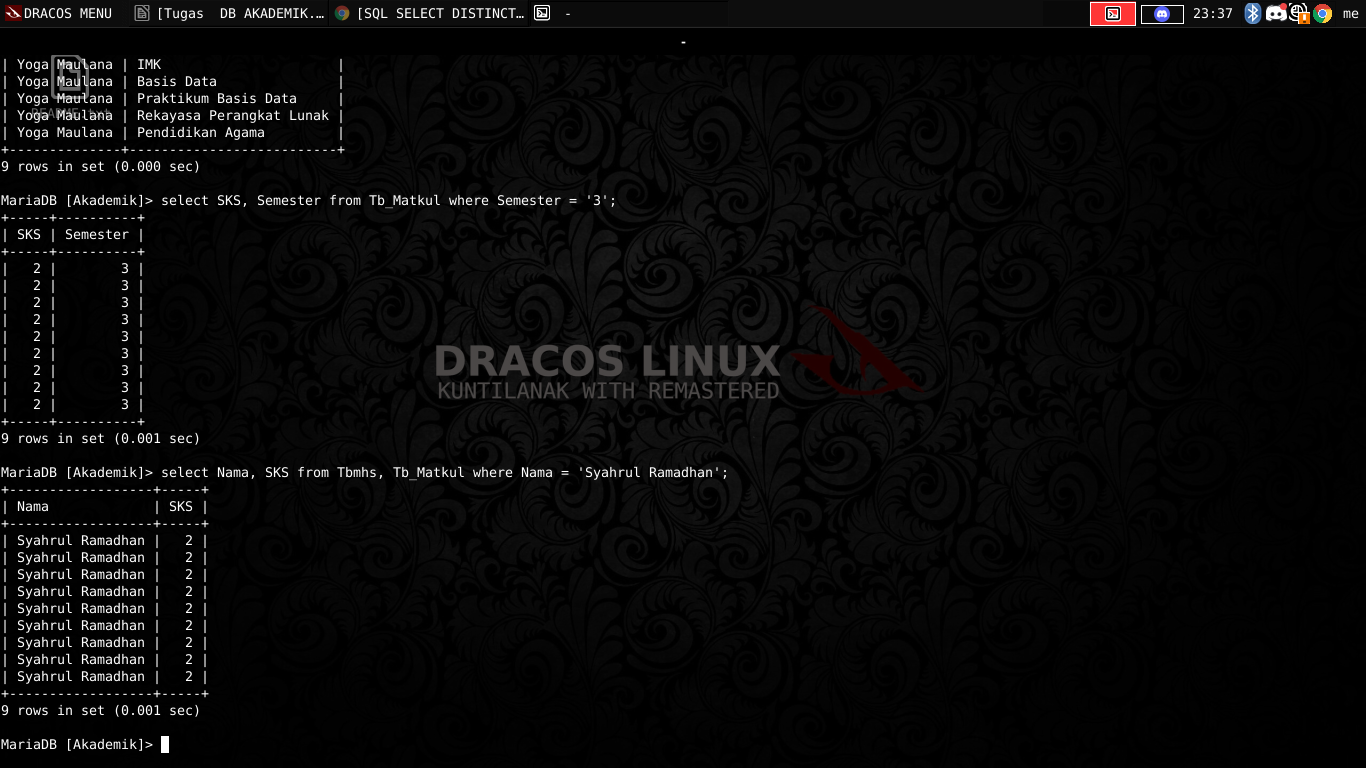 DRACOS MENU [Tugas  DB AKADEMIK.… [SQL SELECT DISTINCT… - 23:37 me
-
| Yoga Maulana | IMK                      |
| Yoga Maulana | Basis Data               |
| Yoga Maulana | Praktikum Basis Data     |
README.txt
| Yoga Maulana | Rekayasa Perangkat Lunak |
| Yoga Maulana | Pendidikan Agama         |
+--------------+--------------------------+
9 rows in set (0.000 sec)
MariaDB [Akademik]> select SKS, Semester from Tb_Matkul where Semester = '3';
+-----+----------+
| SKS | Semester |
+-----+----------+
|   2 |        3 |
|   2 |        3 |
|   2 |        3 |
|   2 |        3 |
|   2 |        3 |
|   2 |        3 |
|   2 |        3 |
|   2 |        3 |
|   2 |        3 |
+-----+----------+
9 rows in set (0.001 sec)
DRACOS LINUX
KUNTILANAK WITH REMASTERED
MariaDB [Akademik]> select Nama, SKS from Tbmhs, Tb_Matkul where Nama = 'Syahrul Ramadhan';
+------------------+-----+
| Nama             | SKS |
+------------------+-----+
| Syahrul Ramadhan |   2 |
| Syahrul Ramadhan |   2 |
| Syahrul Ramadhan |   2 |
| Syahrul Ramadhan |   2 |
| Syahrul Ramadhan |   2 |
| Syahrul Ramadhan |   2 |
| Syahrul Ramadhan |   2 |
| Syahrul Ramadhan |   2 |
| Syahrul Ramadhan |   2 |
+------------------+-----+
9 rows in set (0.001 sec)
MariaDB [Akademik]>